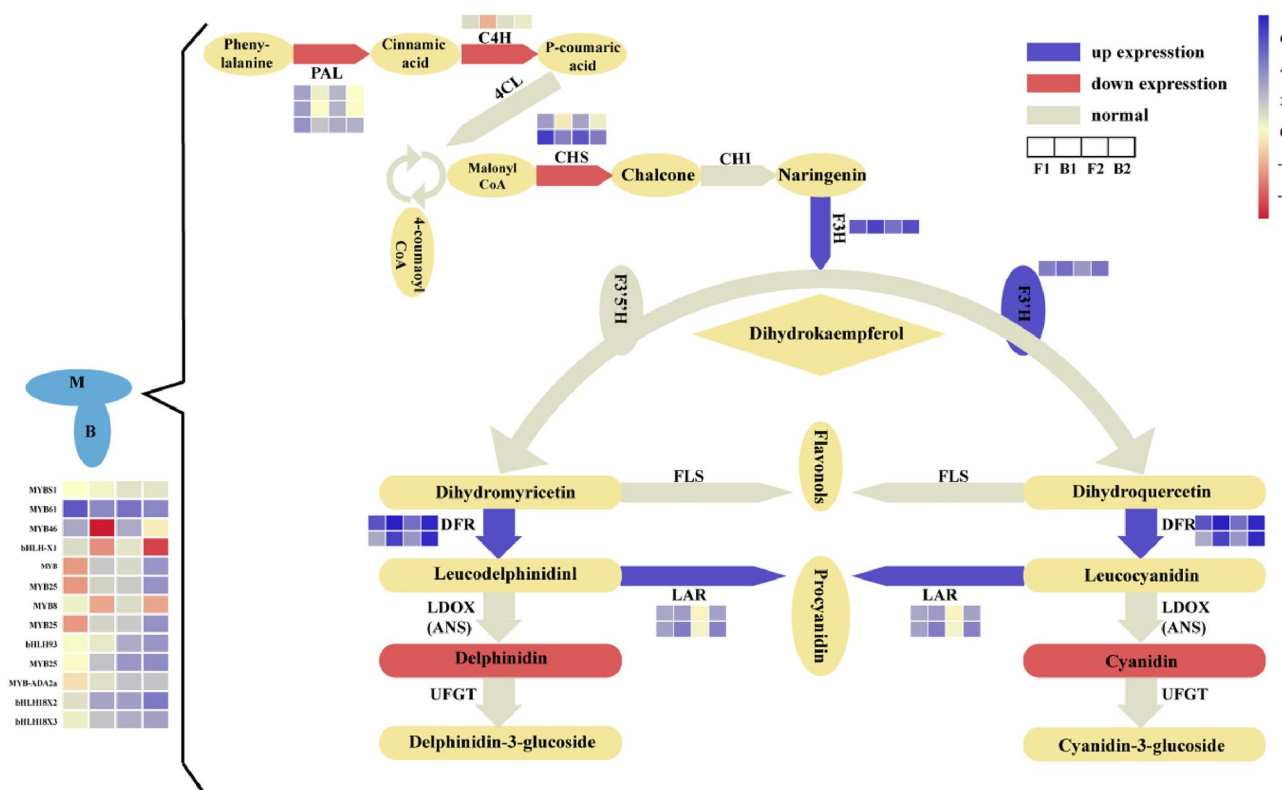 Pheny-
lalanine
PAL
Cinnamic
acid
C4H
P-coumaric
acid
4CL
Malonyl
CoA
4-coumaoyl
CoA
CHS
Chalcone
CHI
Naringenin
F3H
up expresstion
down expresstion
normal
F1 B1 F2 B2
2
F3'5'H
F3'H
Dihydrokaempferol
M
B
MYBS1
MYB61
MYB46
bHLH-X1
MYB
MYB25
MYB8
MYB25
bHLH93
MYB25
MYB-ADA2a
bHLH18X2
bHLH18X3
Dihydromyricetin
FLS
Flavonols
FLS
Dihydroquercetin
DFR
DFR
Leucodelphinidinl
LAR
Procyanidin
LAR
Leucocyanidin
LDOX
(ANS)
LDOX
(ANS)
Delphinidin
Cyanidin
UFGT
UFGT
Delphinidin-3-glucoside
Cyanidin-3-glucoside